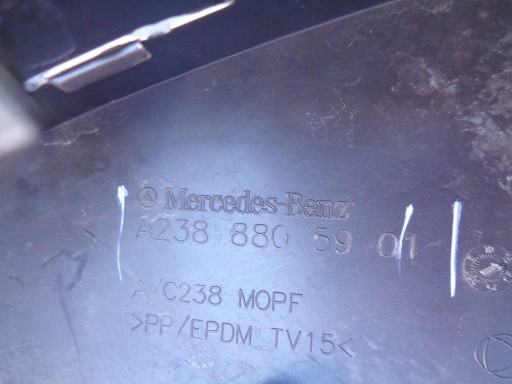 Mercedes-Benz
A238 880 59 01
A/C238 MOPF
>PP/EPDM TV15<